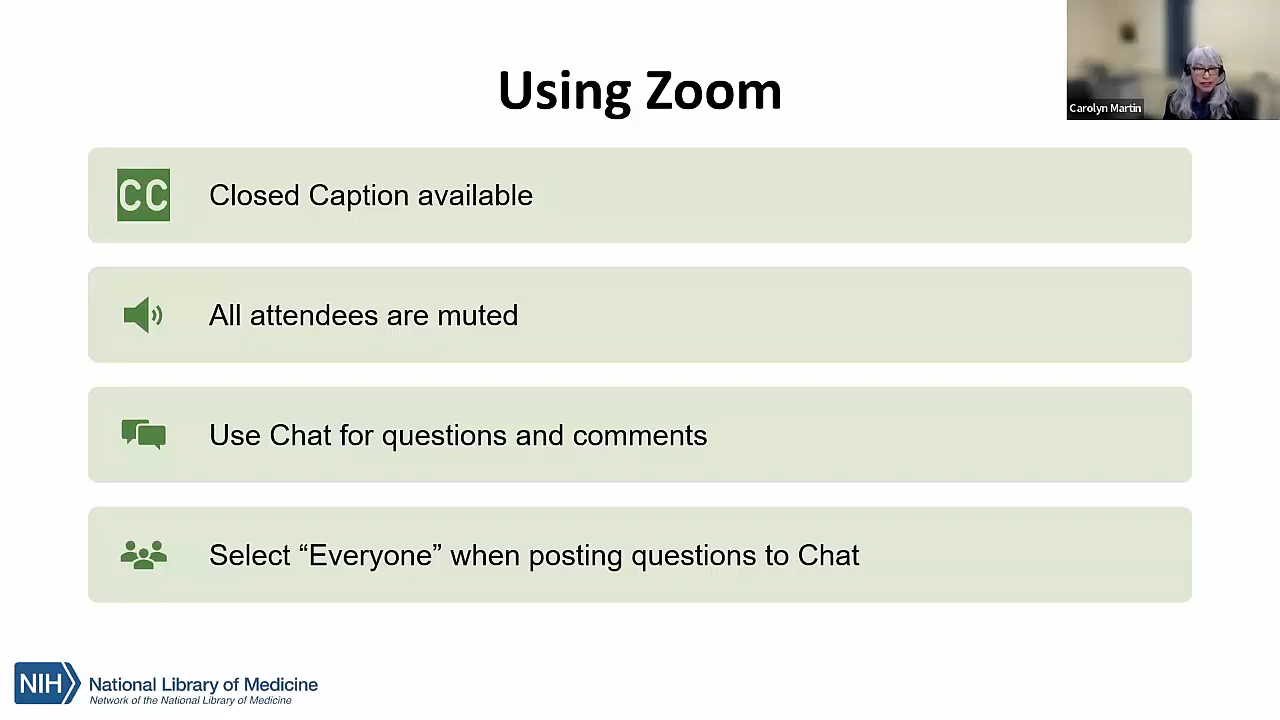 Using Zoom
Carolyn Martin
CC
Closed Caption available
All attendees are muted
Use Chat for questions and comments
Select “Everyone” when posting questions to Chat
NIH
National Library of Medicine
Network of the National Library of Medicine